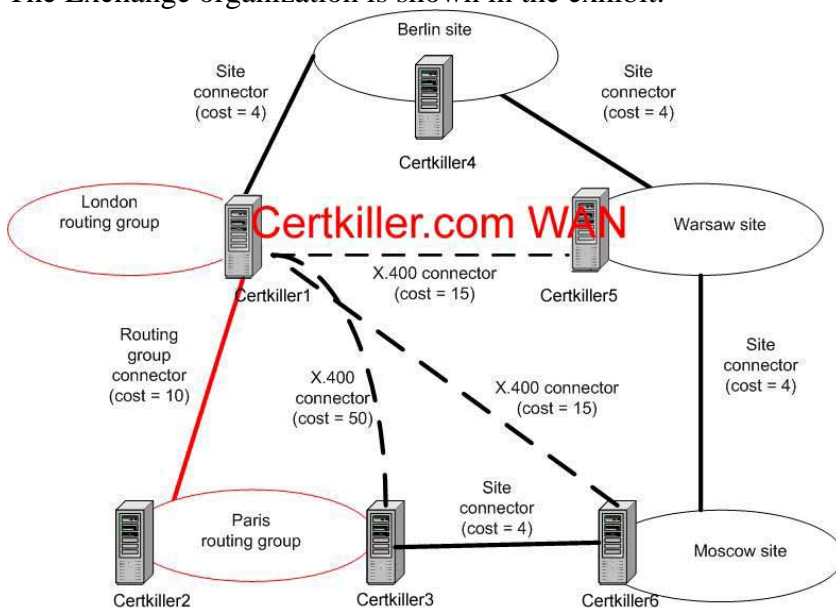 The Exchange organization is shown in the exhibit.
Berlin site
Site
connector
(cost = 4)
Site
connector
(cost = 4)
Certkiller4
London
routing group
Certkiller.com WAN
Warsaw site
X.400 connector
(cost = 15)
Certkiller1
Certkiller5
Routing
group
connector
(cost = 10)
X.400
connector
(cost = 50)
X.400 connector
(cost = 15)
Site
connector
(cost = 4)
Site
connector
(cost = 4)
Paris
routing group
Moscow site
Certkiller2
Certkiller3
Certkiller6